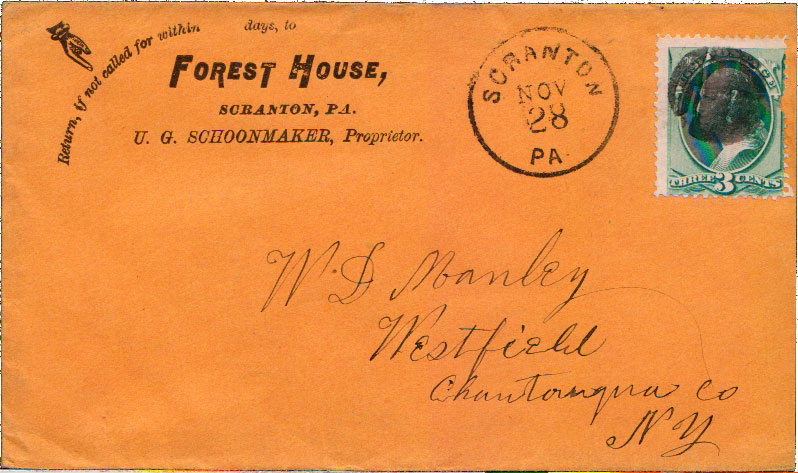 Return, if not called for within days, to
FOREST HOUSE,
SCRANTON, PA.
U. G. SCHOONMAKER, Proprietor.
SCRANTON
NOV
28
PA.
THREE 3 CENTS
W. D Manley
Westfield
Chautauqua Co
N Y